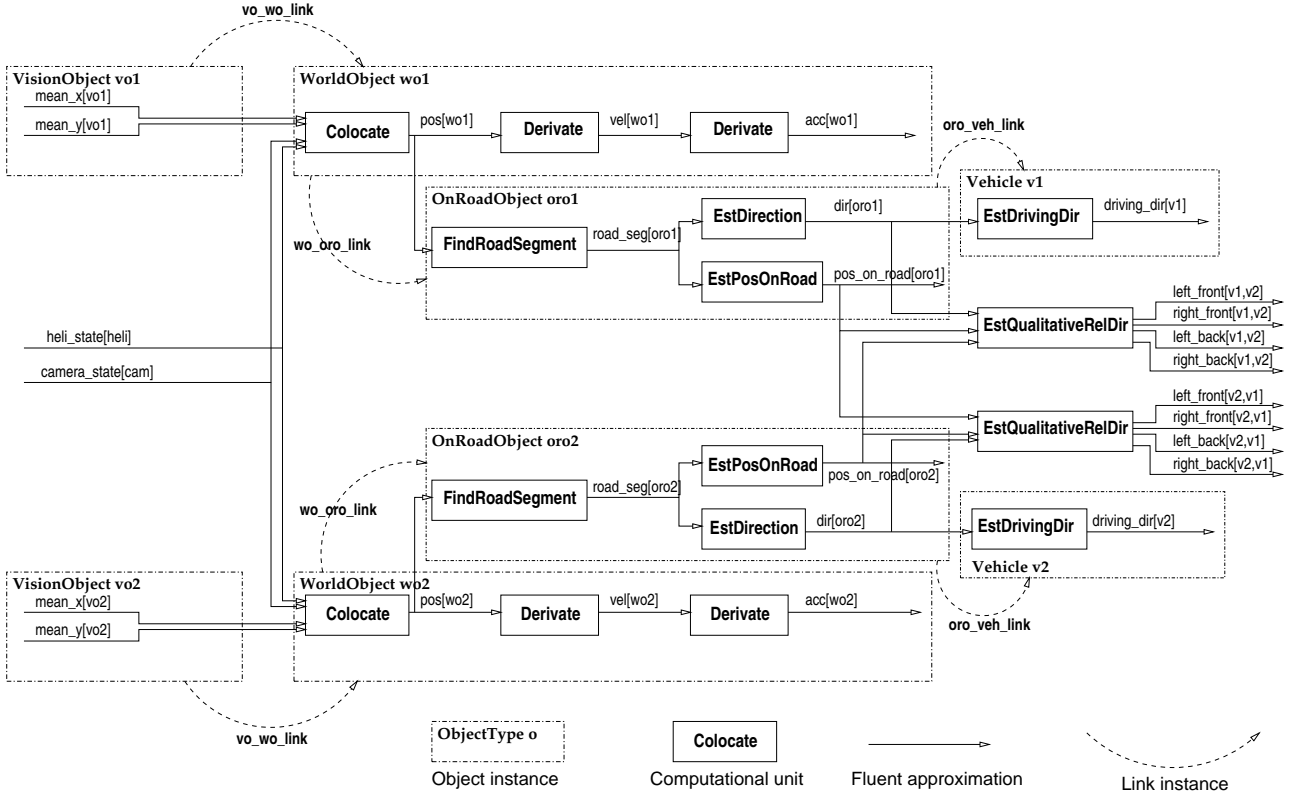 vo_wo_link
VisionObject vo1
mean_x[vo1]
mean_y[vo1]
WorldObject wo1
Colocate
pos[wo1]
Derivate
vel[wo1]
Derivate
acc[wo1]
oro_veh_link
wo_oro_link
OnRoadObject oro1
FindRoadSegment
road_seg[oro1]
EstDirection
dir[oro1]
EstPosOnRoad
pos_on_road[oro1]
Vehicle v1
EstDrivingDir
driving_dir[v1]
EstQualitativeRelDir
left_front[v1,v2]
right_front[v1,v2]
left_back[v1,v2]
right_back[v1,v2]
heli_state[heli]
camera_state[cam]
EstQualitativeRelDir
left_front[v2,v1]
right_front[v2,v1]
left_back[v2,v1]
right_back[v2,v1]
OnRoadObject oro2
FindRoadSegment
road_seg[oro2]
EstPosOnRoad
pos_on_road[oro2]
EstDirection
dir[oro2]
wo_oro_link
EstDrivingDir
driving_dir[v2]
Vehicle v2
VisionObject vo2
mean_x[vo2]
mean_y[vo2]
WorldObject wo2
Colocate
pos[wo2]
Derivate
vel[wo2]
Derivate
acc[wo2]
oro_veh_link
vo_wo_link
ObjectType o
Object instance
Colocate
Computational unit
Fluent approximation
Link instance